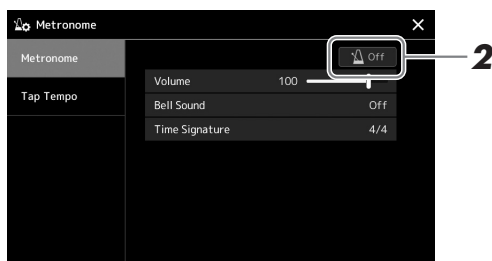 Metronome
Metronome
Off
2
Volume 100
Tap Tempo
Bell Sound Off
Time Signature 4/4